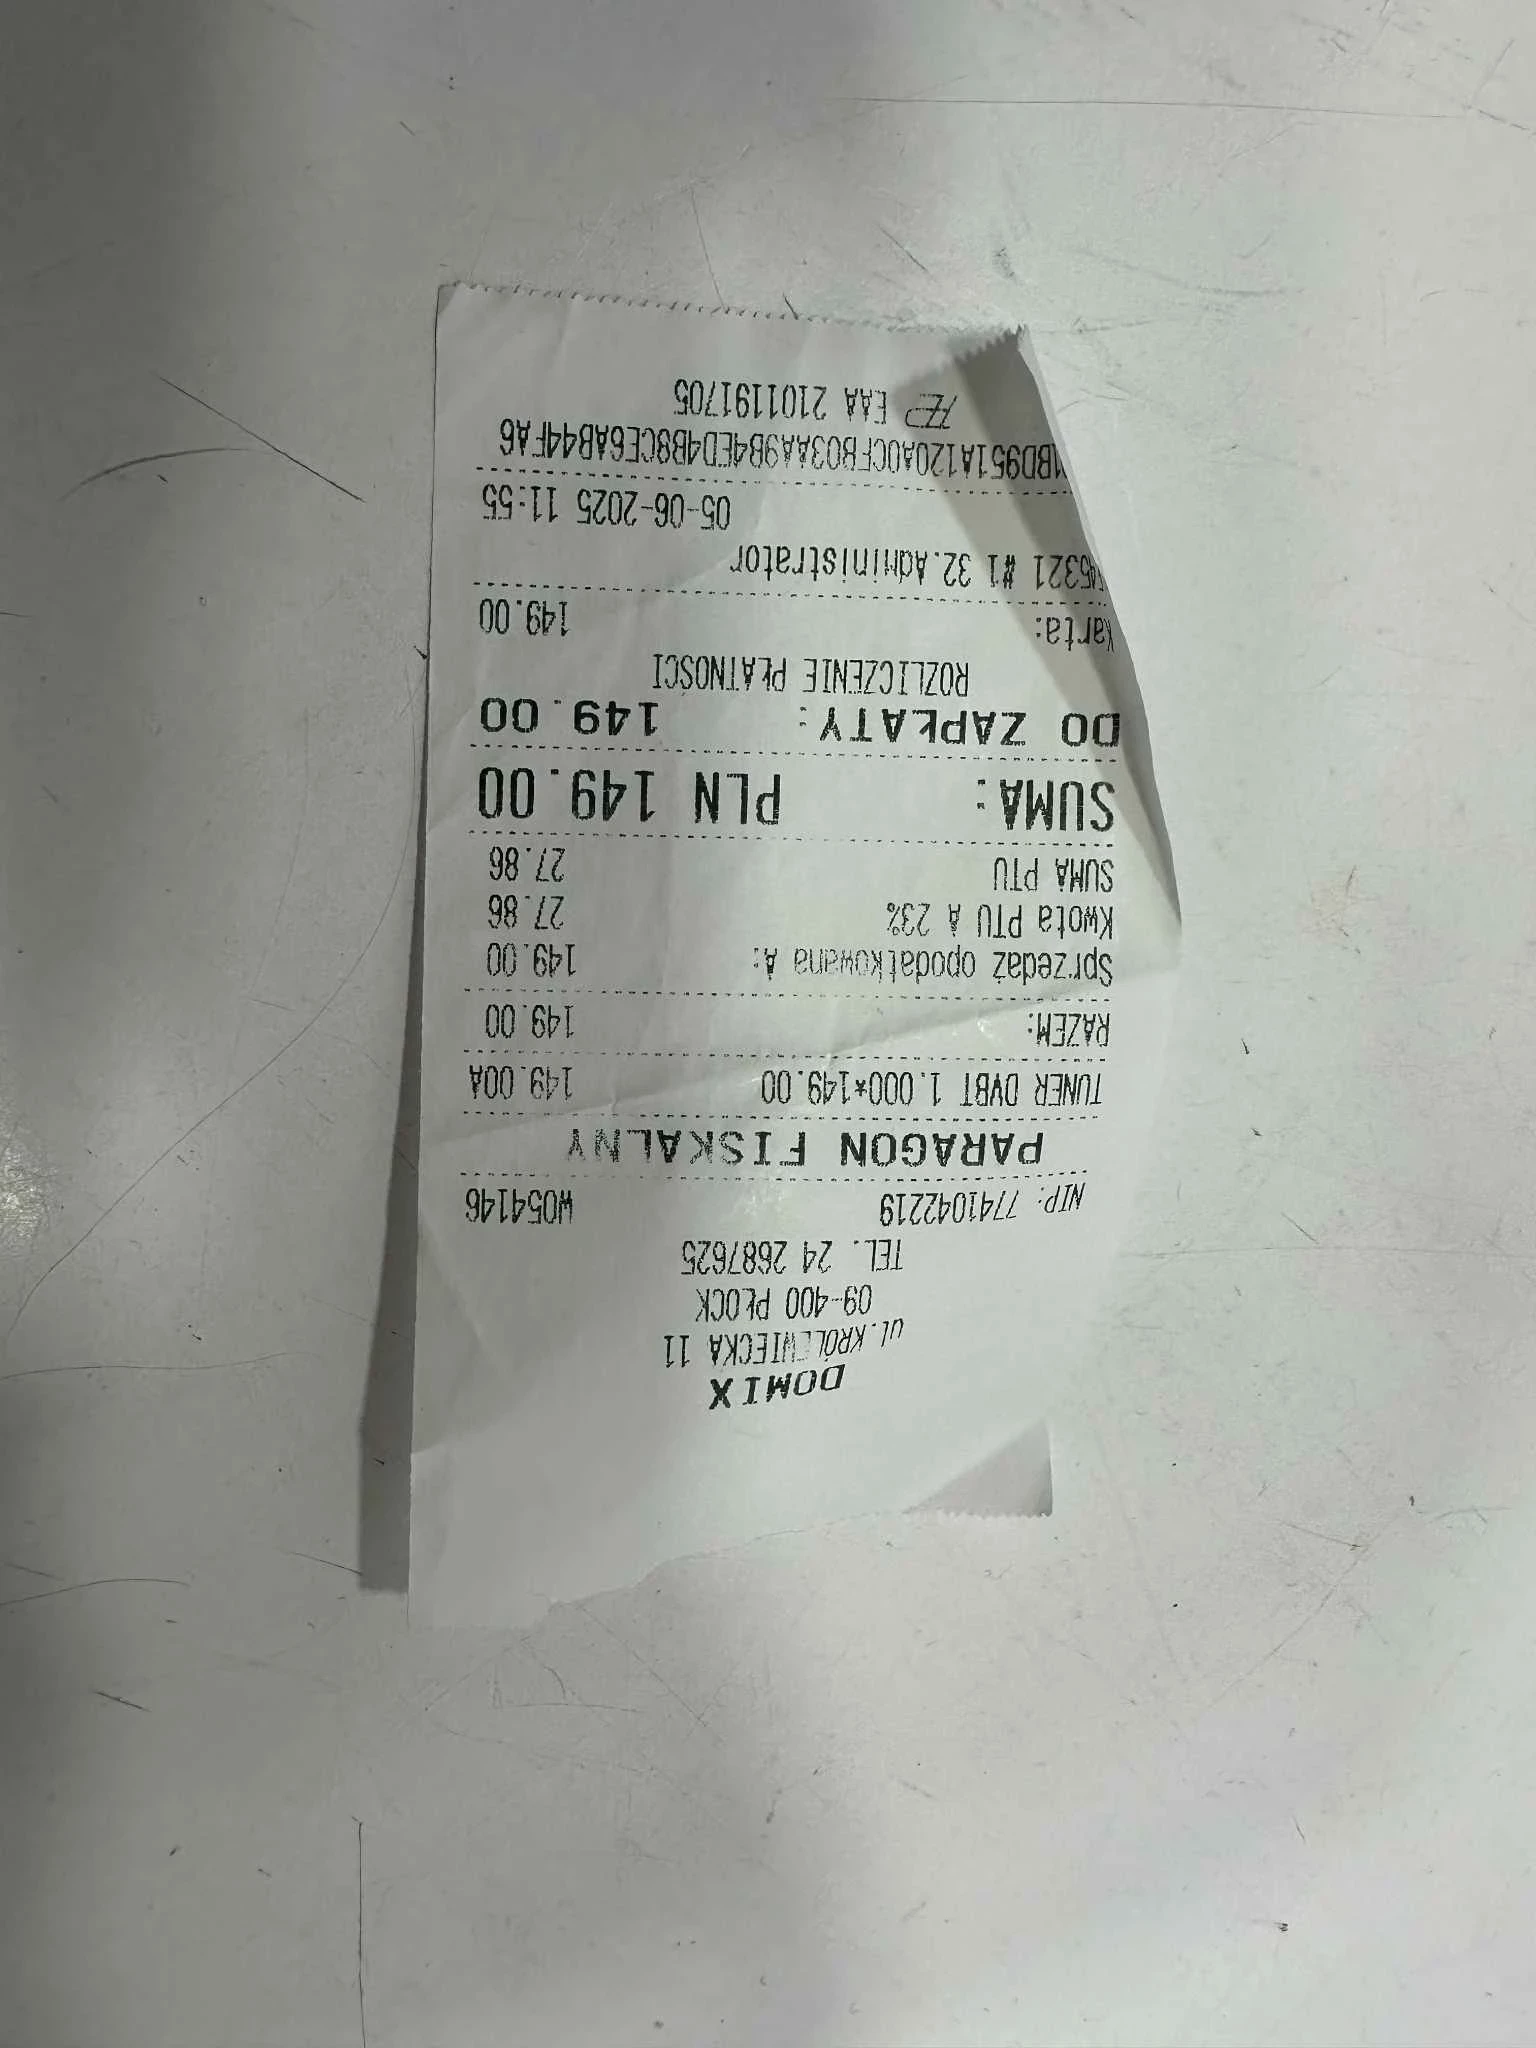 DOMIX
ul.KRÓLEWIECKA 11
09-400 PŁOCK
TEL. 24 2687625
NIP: 7741042219 W054146
PARAGON FISKALNY
TUNER DVBT 1.000*149.00 149.00A
RAZEM: 149.00
Sprzedaż opodatkowana A: 149.00
Kwota PTU A 23% 27.86
SUMA PTU 27.86
SUMA: PLN 149.00
DO ZAPŁATY: 149.00
ROZLICZENIE PŁATNOŚCI
Karta: 149.00
#1 32.Administrator
05-06-2025 11:55
EAA 2101191705